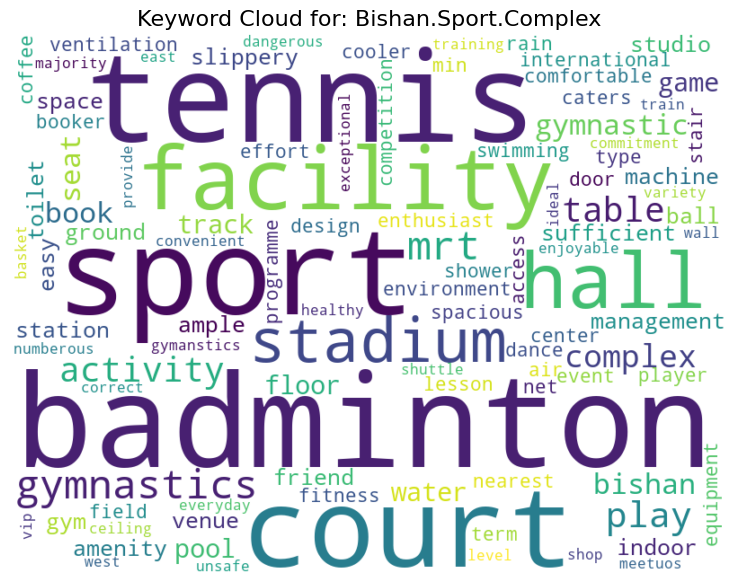 Keyword Cloud for: Bishan.Sport.Complex
coffee
ventilation
majority
east
slippery
dangerous
cooler
training
min
rain
international
comfortable
studio
space
booker
tennis
caters
train
game
stair
exceptional
competition
gymnastic
commitment
seat
toilet
provide
effort
facility
swimming
type
door
machine
variety
book
track
design
enthusiast
ideal
table
ball
basket
easy
ground
convenient
sport
programme
mrt
access
sufficient
enjoyable
wall
shower
environment
hall
station
numberous
ample
gymanstics
healthy
spacious
stadium
dance
center
management
complex
activity
correct
floor
shuttle
lesson
air
net
event
player
badminton
gymnastics
friend
fitness
water
nearest
bishan
equipment
vip
gym
field
ceiling
west
amenity
venue
everyday
pool
unsafe
court
term
level
shop
play
indoor
meetuos